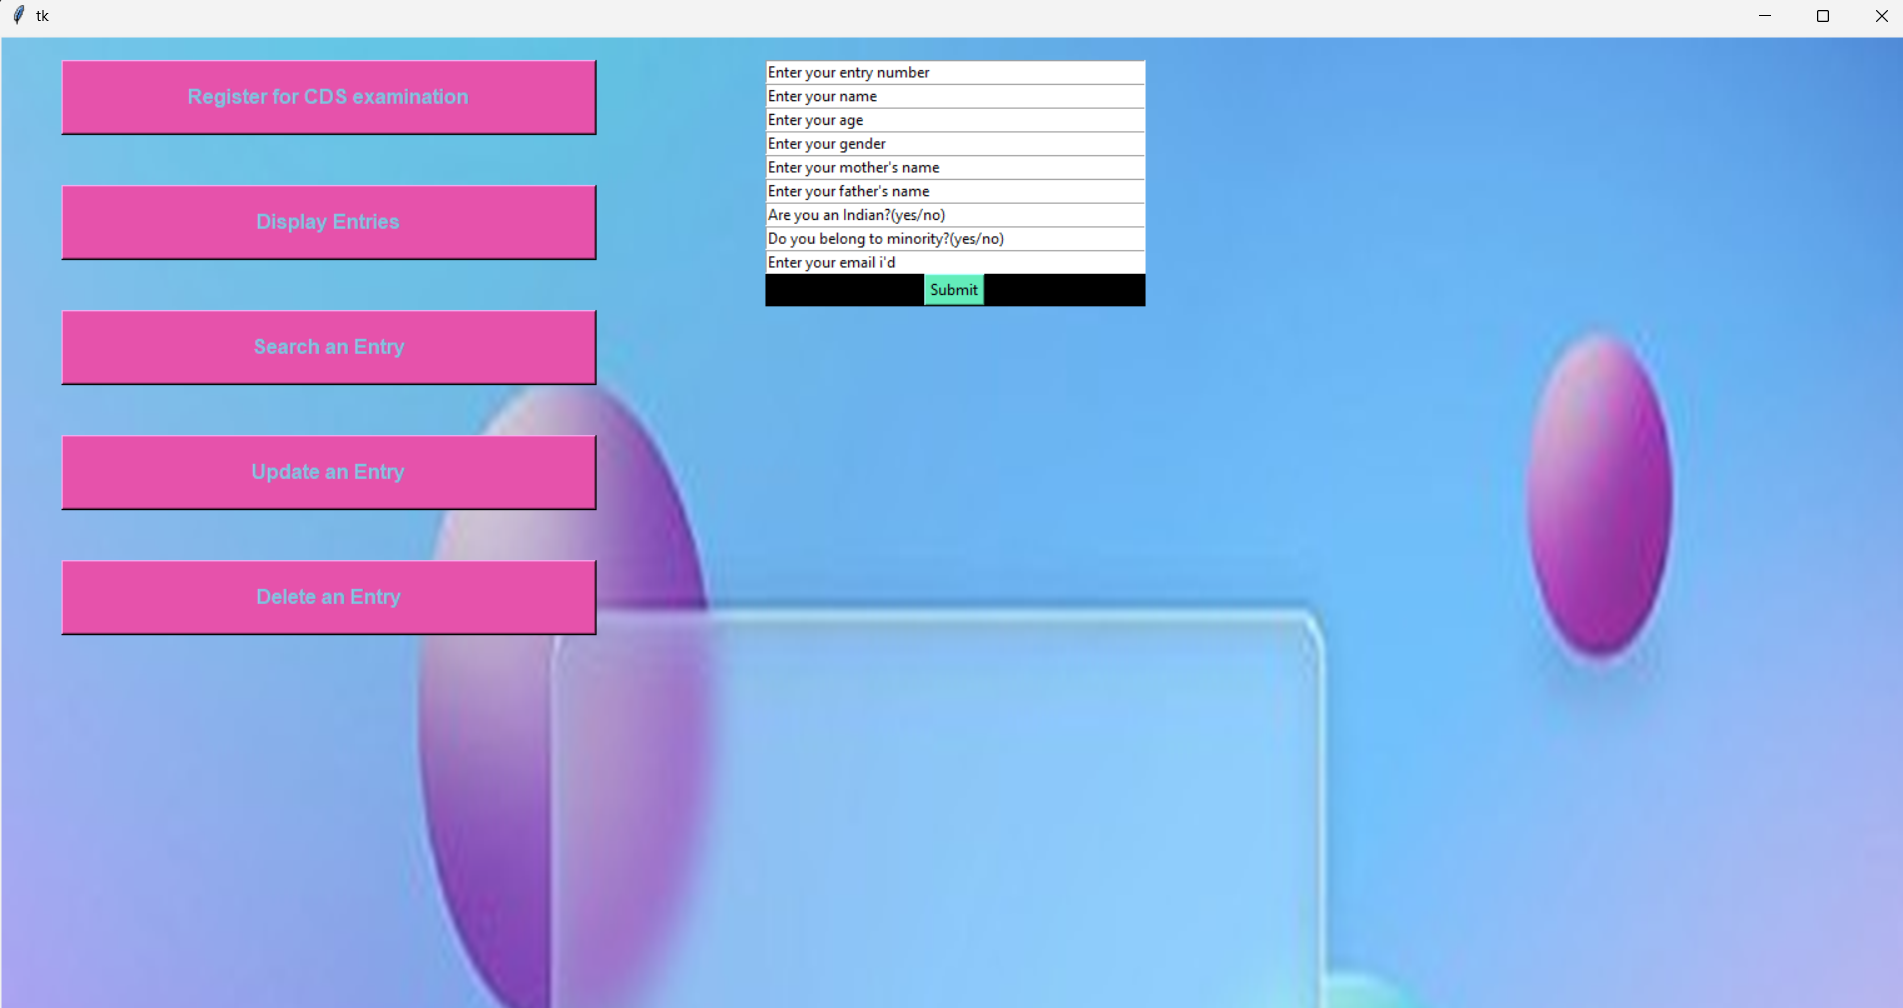 tk
Register for CDS examination
Display Entries
Search an Entry
Update an Entry
Delete an Entry
Enter your entry number
Enter your name
Enter your age
Enter your gender
Enter your mother's name
Enter your father's name
Are you an Indian?(yes/no)
Do you belong to minority?(yes/no)
Enter your email i'd
Submit